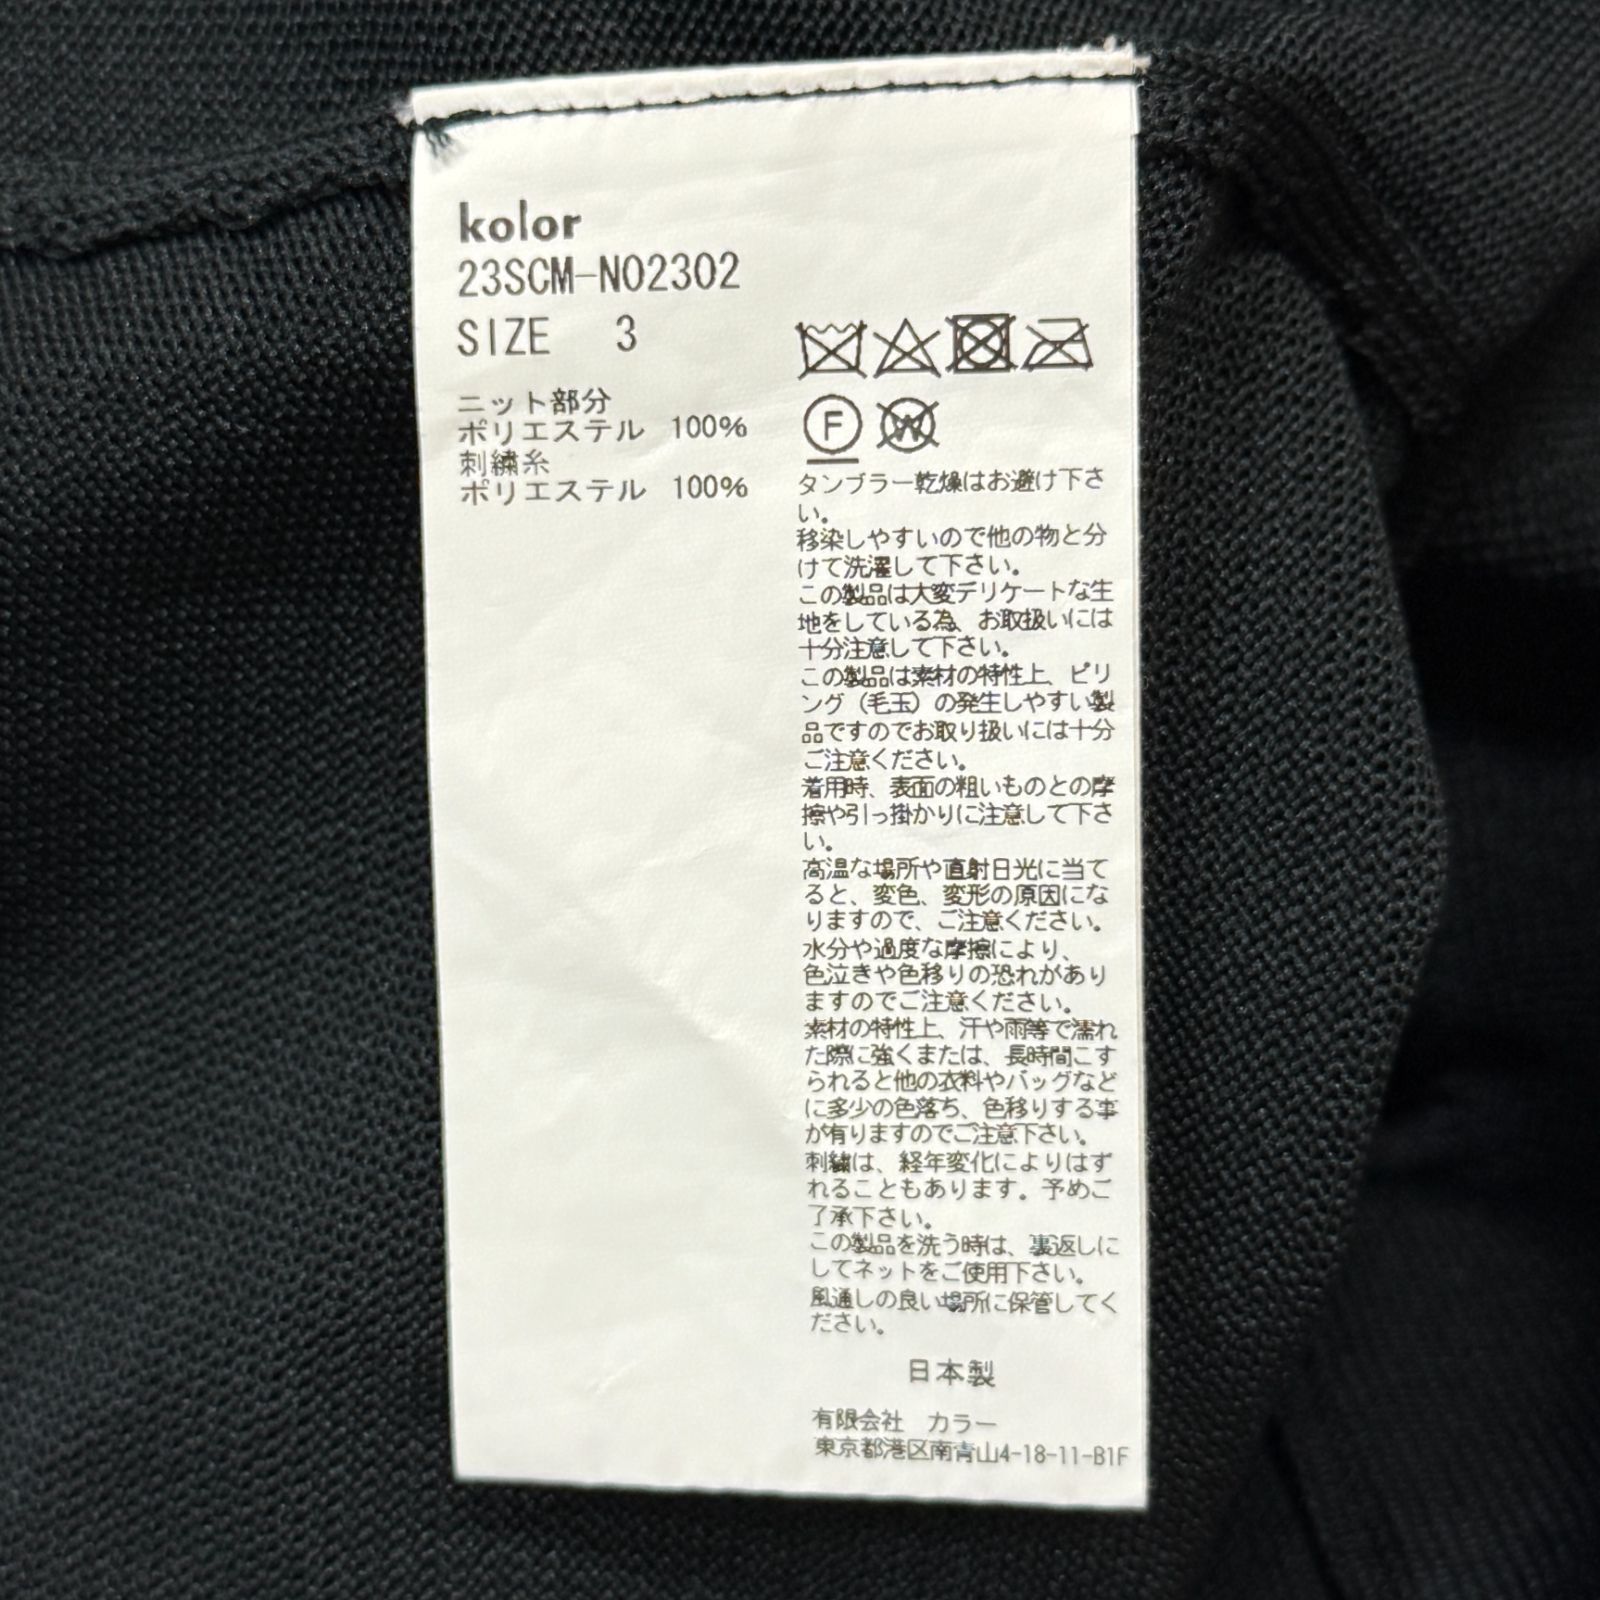 kolor
23SCM-N02302
SIZE 3
ニット部分
ポリエステル 100%
刺繍糸
ポリエステル 100%
F
W
タンブラー乾燥はお避け下さ
い。
移染しやすいので他の物と分
けて洗濯して下さい。
この製品は大変デリケートな生
地をしている為、お取扱いには
十分注意して下さい。
この製品は素材の特性上、ピリ
ング（毛玉）の発生しやすい製
品ですのでお取り扱いには十分
ご注意ください。
着用時、表面の粗いものとの摩
擦や引っ掛かりに注意して下さ
い。
高温な場所や直射日光に当て
ると、変色、変形の原因にな
りますので、ご注意ください。
水分や過度な摩擦により、
色泣きや色移りの恐れがあり
ますのでご注意ください。
素材の特性上、汗や雨等で濡れ
た際に強くまたは、長時間こす
られると他の衣料やバッグなど
に多少の色落ち、色移りする事
が有りますのでご注意下さい。
刺繍は、経年変化によりはず
れることもあります。予めご
了承下さい。
この製品を洗う時は、裏返しに
してネットをご使用下さい。
風通しの良い場所に保管してく
ださい。
日本製
有限会社 カラー
東京都港区南青山4-18-11-B1F